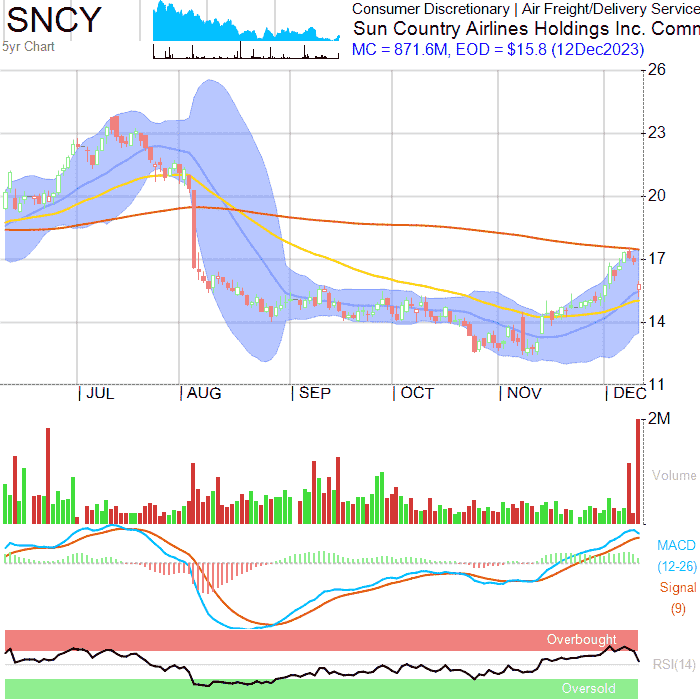 SNCY
5yr Chart
Consumer Discretionary | Air Freight/Delivery Service
Sun Country Airlines Holdings Inc. Comm
MC = 871.6M, EOD = $15.8 (12Dec2023)
26
23
20
17
14
11
JUL
AUG
SEP
OCT
NOV
DEC
2M
Volume
MACD
(12-26)
Signal
(9)
Overbought
RSI(14)
Oversold